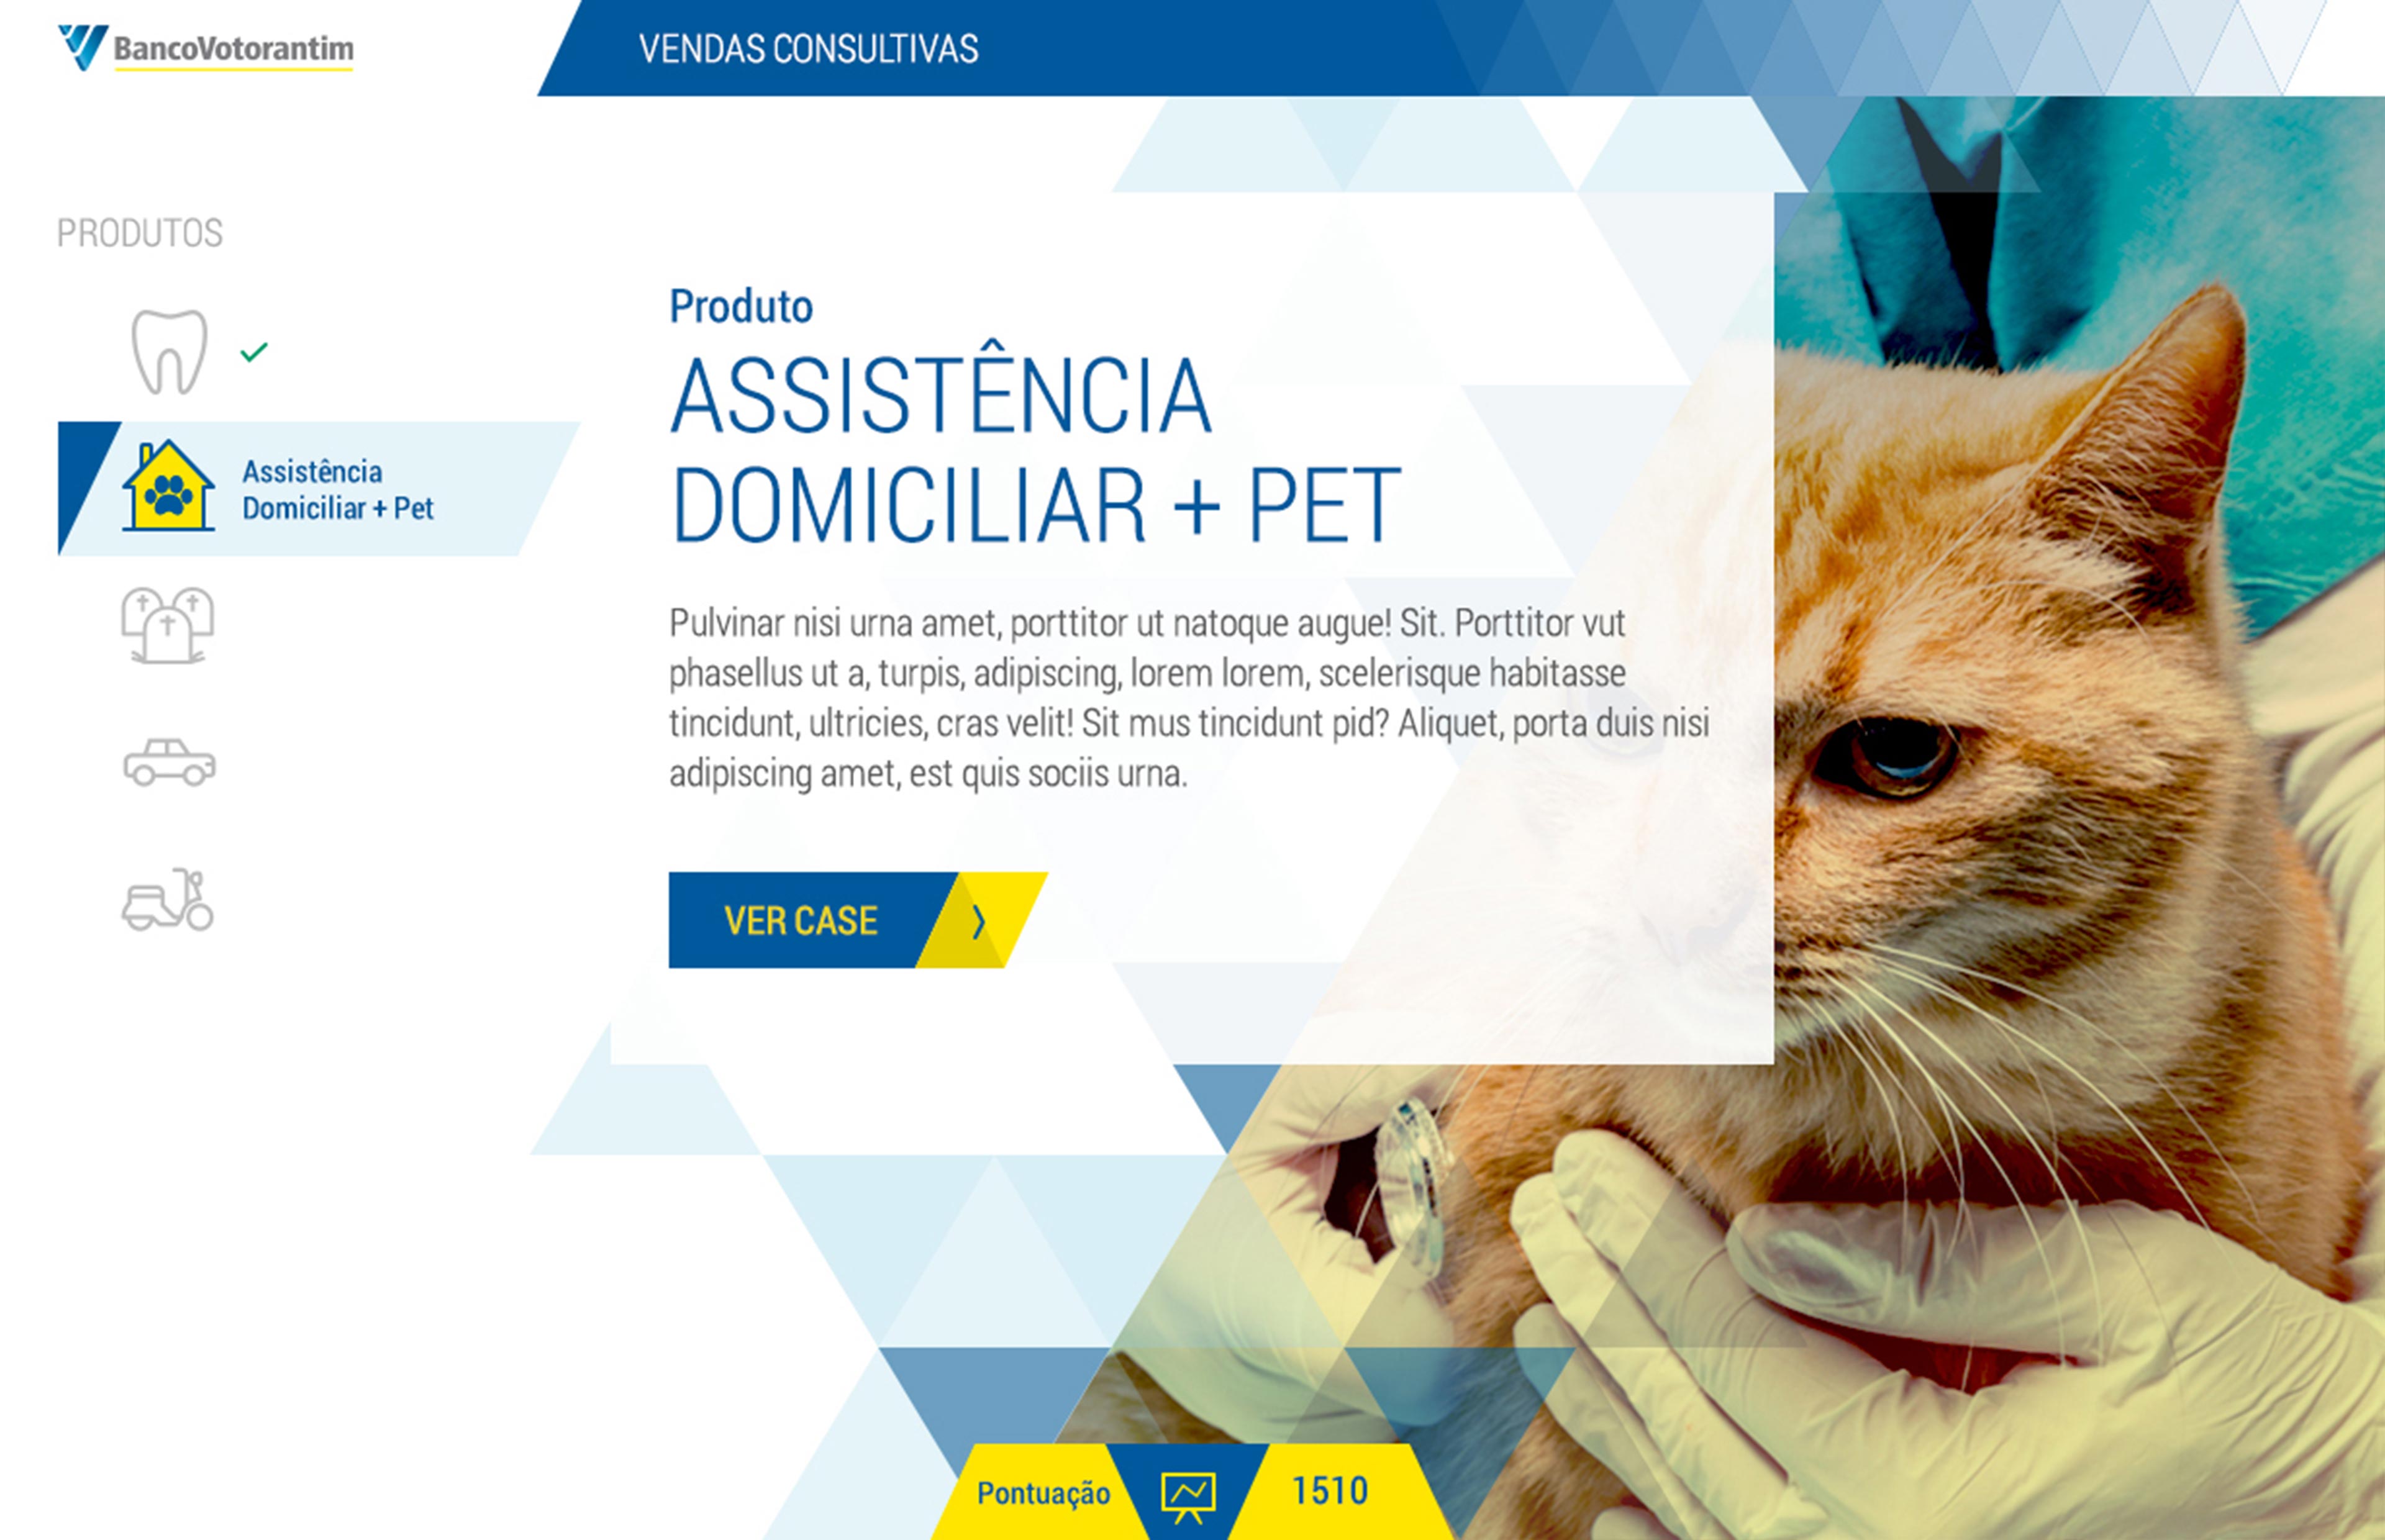 BancoVotorantim
VENDAS CONSULTIVAS
PRODUTOS
Assistência
Domiciliar + Pet
Produto
ASSISTÊNCIA
DOMICILIAR + PET
Pulvinar nisi urna amet, porttitor ut natoque augue! Sit. Porttitor vut
phasellus ut a, turpis, adipiscing, lorem lorem, scelerisque habitasse
tincidunt, ultricies, cras velit! Sit mus tincidunt pid? Aliquet, porta duis nisi
adipiscing amet, est quis sociis urna.
VER CASE
Pontuação
1510